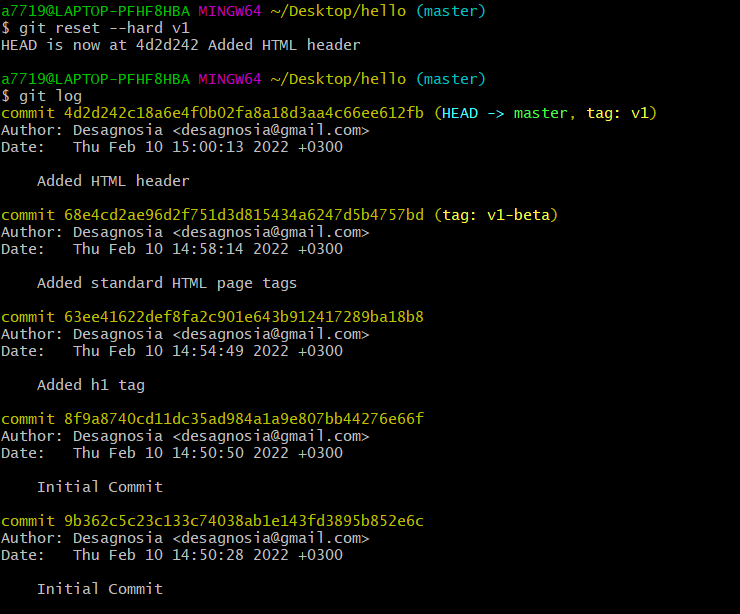 a7719@LAPTOP-PFHF8HBA MINGW64 ~/Desktop/hello (master)
$ git reset --hard v1
HEAD is now at 4d2d242 Added HTML header
a7719@LAPTOP-PFHF8HBA MINGW64 ~/Desktop/hello (master)
$ git log
commit 4d2d242c18a6e4f0b02fa8a18d3aa4c66ee612fb (HEAD -> master, tag: v1)
Author: Desagnosia <desagnosia@gmail.com>
Date:   Thu Feb 10 15:00:13 2022 +0300
    Added HTML header
commit 68e4cd2ae96d2f751d3d815434a6247d5b4757bd (tag: v1-beta)
Author: Desagnosia <desagnosia@gmail.com>
Date:   Thu Feb 10 14:58:14 2022 +0300
    Added standard HTML page tags
commit 63ee41622def8fa2c901e643b912417289ba18b8
Author: Desagnosia <desagnosia@gmail.com>
Date:   Thu Feb 10 14:54:49 2022 +0300
    Added h1 tag
commit 8f9a8740cd11dc35ad984a1a9e807bb44276e66f
Author: Desagnosia <desagnosia@gmail.com>
Date:   Thu Feb 10 14:50:50 2022 +0300
    Initial Commit
commit 9b362c5c23c133c74038ab1e143fd3895b852e6c
Author: Desagnosia <desagnosia@gmail.com>
Date:   Thu Feb 10 14:50:28 2022 +0300
    Initial Commit